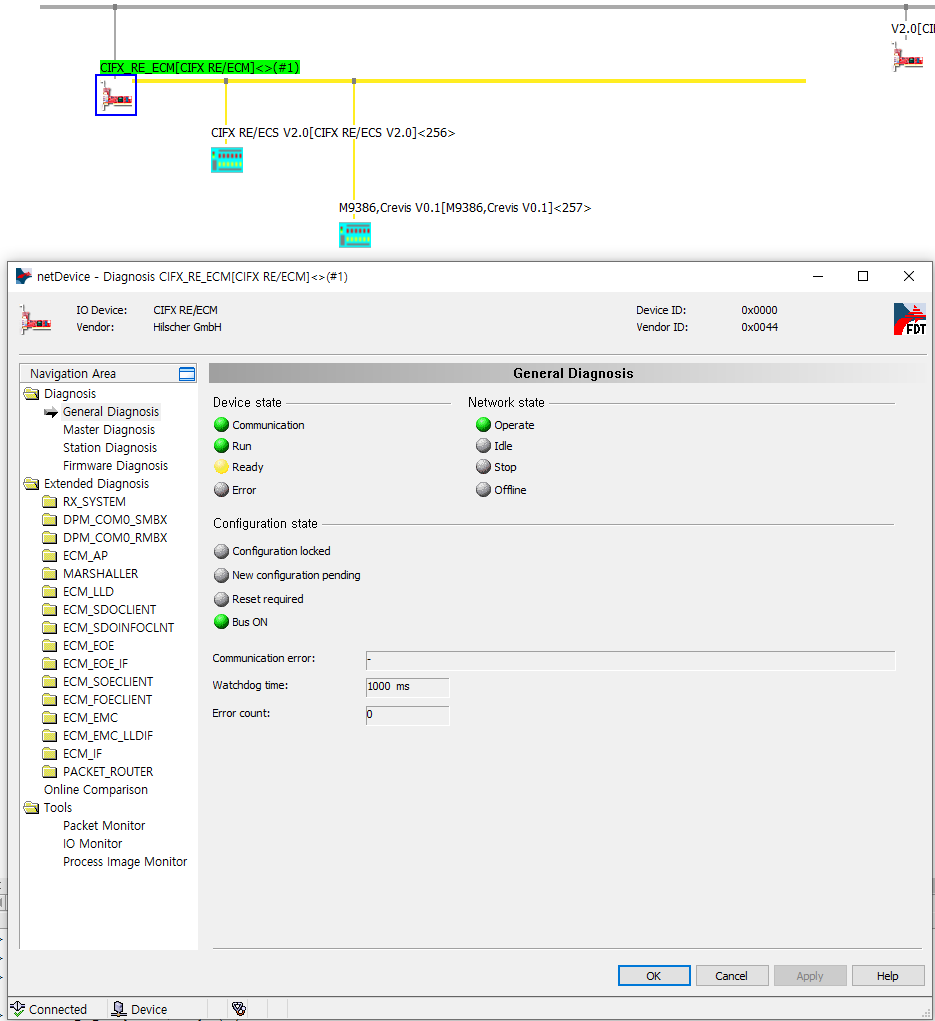 V2.0[CI
CIFX_RE_ECM[CIFX RE/ECM]<>(#1)
CIFX RE/ECS V2.0[CIFX RE/ECS V2.0]<256>
M9386,Crevis V0.1[M9386,Crevis V0.1]<257>
netDevice - Diagnosis CIFX_RE_ECM[CIFX RE/ECM]<>(#1)
IO Device: CIFX RE/ECM Device ID: 0x0000
Vendor: Hilscher GmbH Vendor ID: 0x0044
FDT
Navigation Area
Diagnosis
General Diagnosis
Master Diagnosis
Station Diagnosis
Firmware Diagnosis
Extended Diagnosis
RX_SYSTEM
DPM_COM0_SMBX
DPM_COM0_RMBX
ECM_AP
MARSHALLER
ECM_LLD
ECM_SDOCLIENT
ECM_SDOINFOCLNT
ECM_EOE
ECM_EOE_IF
ECM_SOECLIENT
ECM_FOECLIENT
ECM_EMC
ECM_EMC_LLDIF
ECM_IF
PACKET_ROUTER
Online Comparison
Tools
Packet Monitor
IO Monitor
Process Image Monitor
General Diagnosis
Device state Network state
Communication Operate
Run Idle
Ready Stop
Error Offline
Configuration state
Configuration locked
New configuration pending
Reset required
Bus ON
Communication error: -
Watchdog time: 1000 ms
Error count: 0
OK Cancel Apply Help
Connected Device